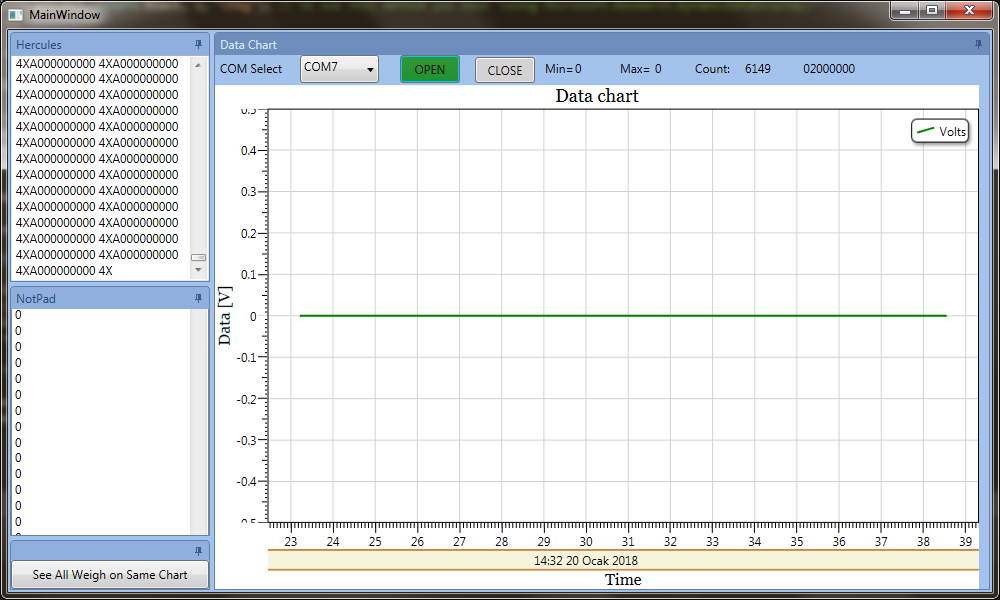 MainWindow
Hercules
4XA000000000 4XA000000000
4XA000000000 4XA000000000
4XA000000000 4XA000000000
4XA000000000 4XA000000000
4XA000000000 4XA000000000
4XA000000000 4XA000000000
4XA000000000 4XA000000000
4XA000000000 4XA000000000
4XA000000000 4XA000000000
4XA000000000 4XA000000000
4XA000000000 4XA000000000
4XA000000000 4XA000000000
4XA000000000 4XA000000000
4XA000000000 4X
NotPad
0
0
0
0
0
0
0
0
0
0
0
0
0
0
See All Weigh on Same Chart
Data Chart
COM Select COM7 OPEN CLOSE Min= 0 Max= 0 Count: 6149 02000000
Data chart
Volts
0.5
0.4
0.3
0.2
0.1
0
-0.1
-0.2
-0.3
-0.4
-0.5
Data [V]
23 24 25 26 27 28 29 30 31 32 33 34 35 36 37 38 39
14:32 20 Ocak 2018
Time